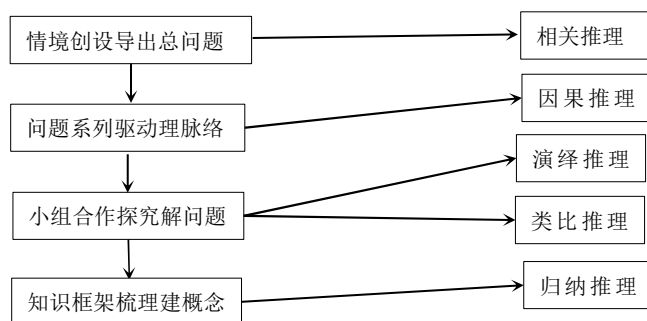 情境创设导出总问题
相关推理
问题系列驱动理脉络
因果推理
小组合作探究解问题
演绎推理
类比推理
知识框架梳理建概念
归纳推理